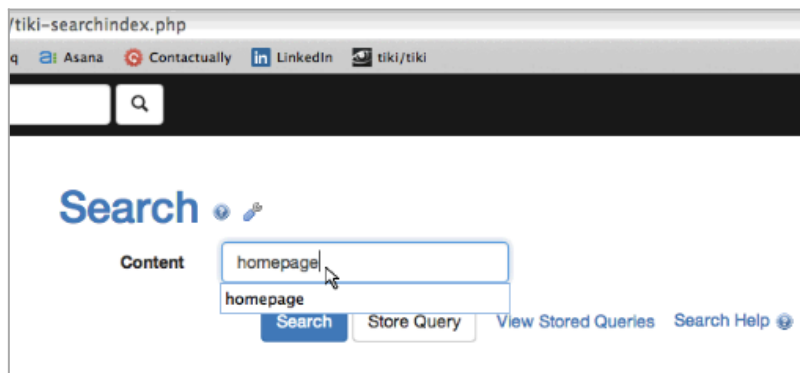 /tiki-searchindex.php
q Asana Contactually LinkedIn tiki/tiki
Search
Content homepage
homepage
Search Store Query View Stored Queries Search Help